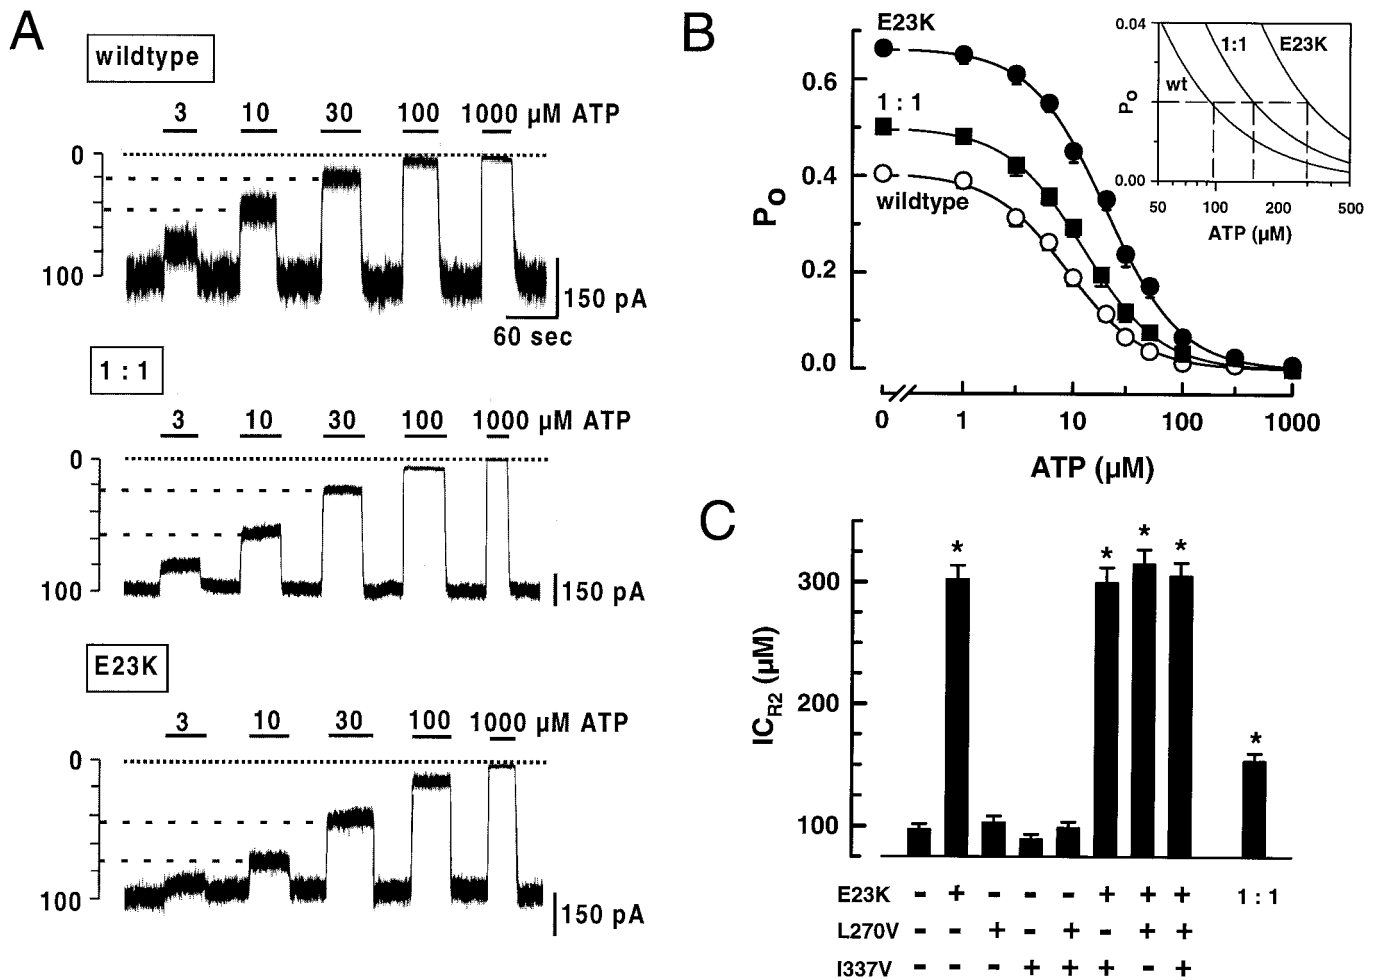 A
wildtype
3 10 30 100 1000 µM ATP
0
100
150 pA
60 sec
1 : 1
3 10 30 100 1000 µM ATP
0
100
150 pA
E23K
3 10 30 100 1000 µM ATP
0
100
150 pA
B
E23K
1 : 1
wildtype
0.6
0.4
0.2
0.0
Po
0 1 10 100 1000
ATP (µM)
0.04
0.00
Po
wt
1:1
E23K
50 100 200 500
ATP (µM)
C
300
200
100
ICR2 (µM)
* * * * *
E23K - + - - - + + + 1 : 1
L270V - - + - + - + +
I337V - - - + + + - +